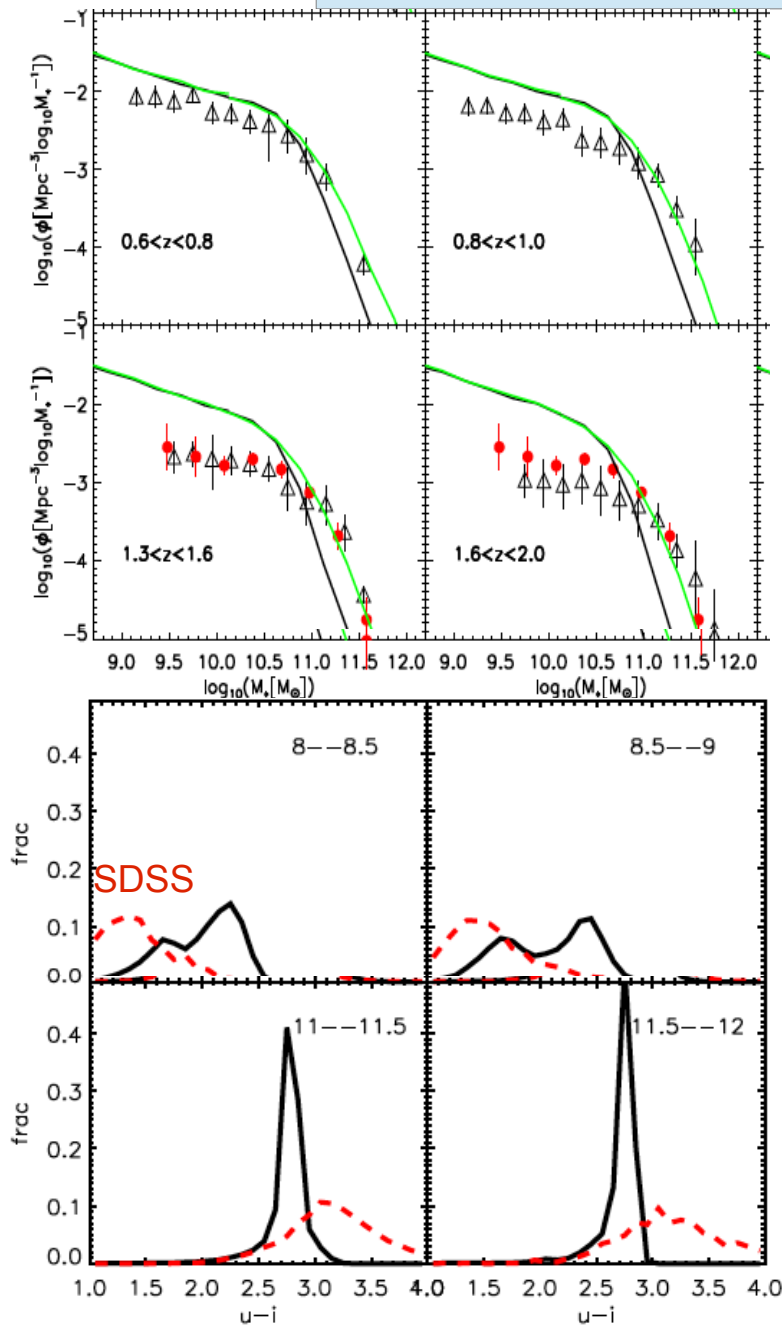 -1
log10(ϕ[Mpc⁻³log10M*⁻¹])
-2
-3
-4
-5
0.6<z<0.8
0.8<z<1.0
-1
log10(ϕ[Mpc⁻³log10M*⁻¹])
-2
-3
-4
-5
1.3<z<1.6
1.6<z<2.0
9.0 9.5 10.0 10.5 11.0 11.5 12.0
9.0 9.5 10.0 10.5 11.0 11.5 12.0
log10(M*[M⊙])
log10(M*[M⊙])
8--8.5
8.5--9
0.4
0.3
frac
0.2
SDSS
0.1
0.0
11--11.5
11.5--12
0.4
0.3
frac
0.2
0.1
0.0
1.0 1.5 2.0 2.5 3.0 3.5
1.5 2.0 2.5 3.0 3.5 4.0
u-i
u-i